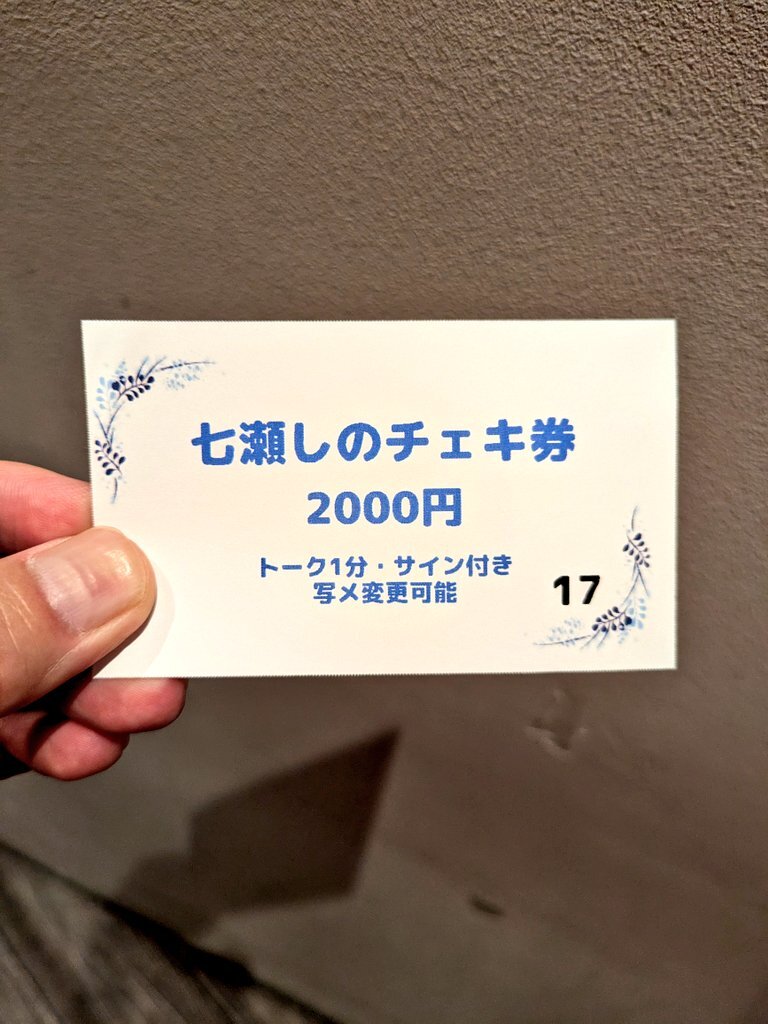 七瀬しのチェキ券
2000円
トーク1分・サイン付き
写メ変更可能
17